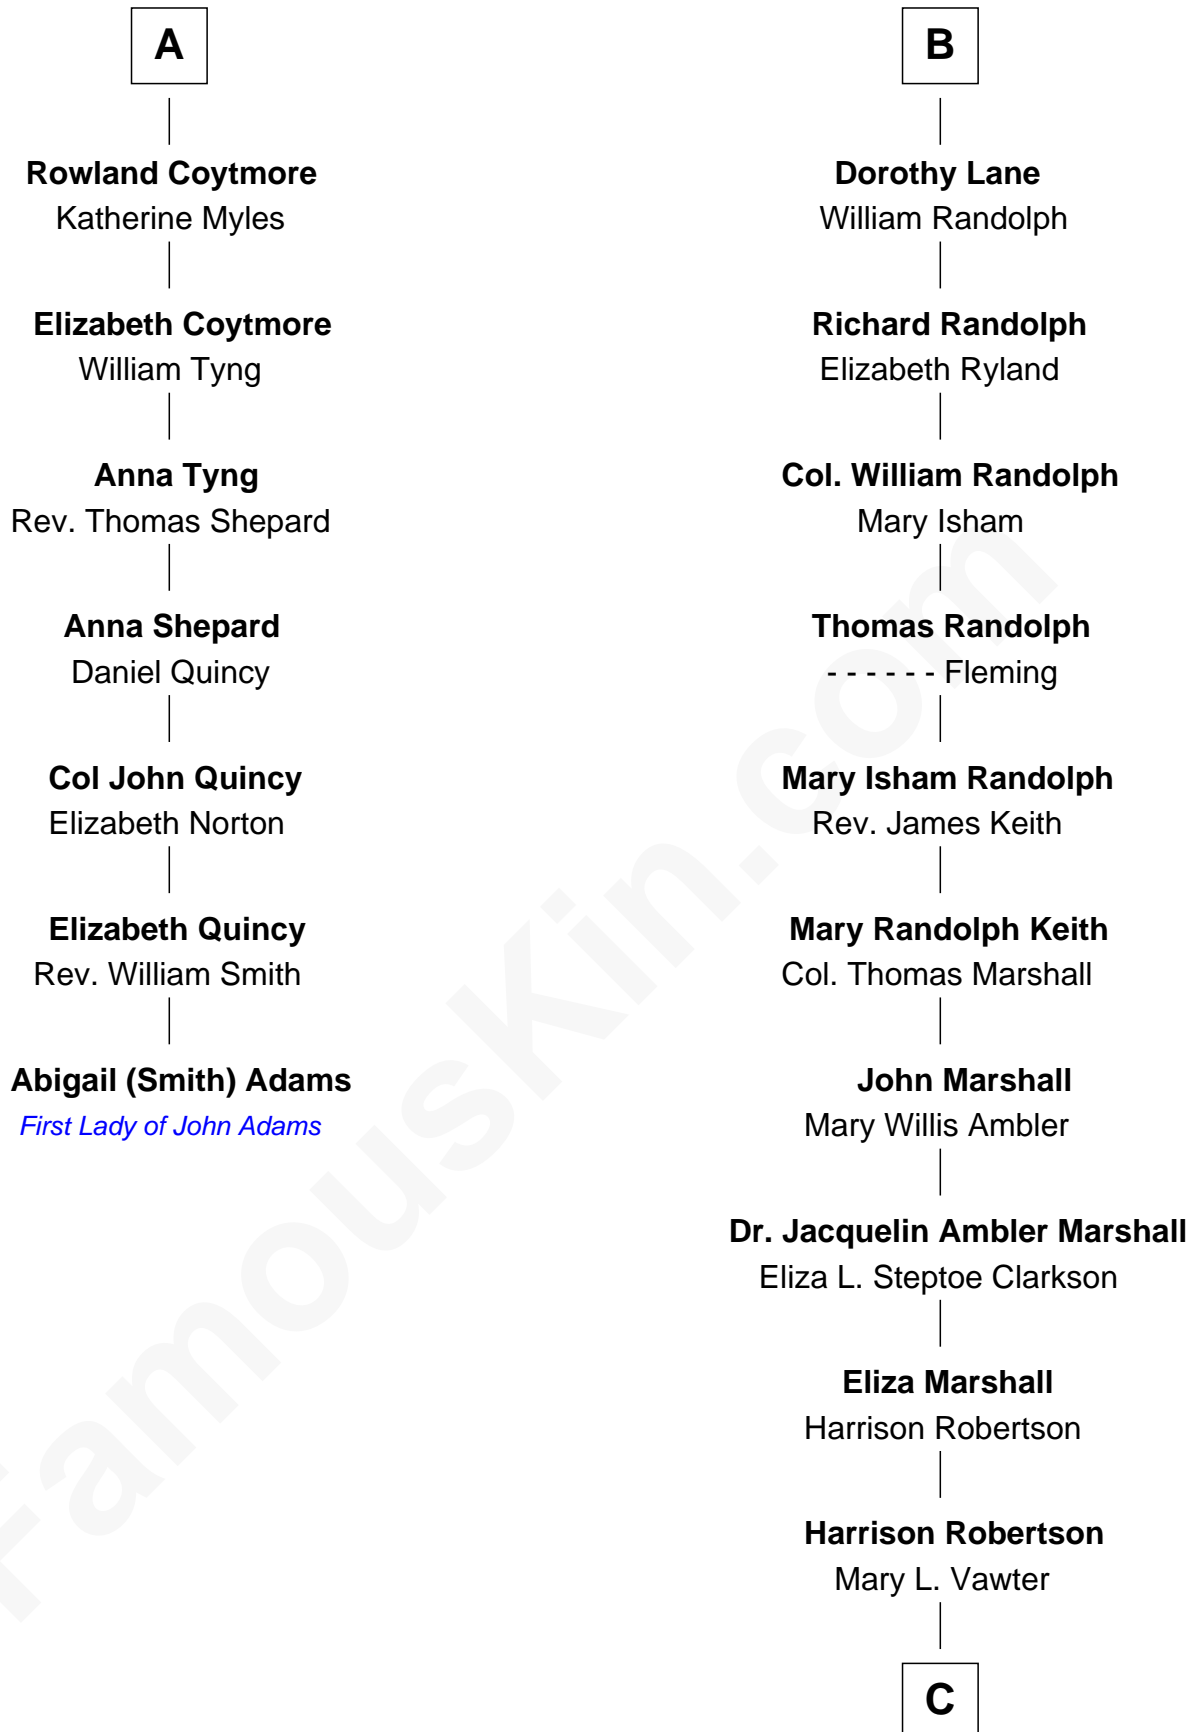 A
Rowland Coytmore
Katherine Myles
Elizabeth Coytmore
William Tyng
Anna Tyng
Rev. Thomas Shepard
Anna Shepard
Daniel Quincy
Col John Quincy
Elizabeth Norton
Elizabeth Quincy
Rev. William Smith
Abigail (Smith) Adams
First Lady of John Adams
B
Dorothy Lane
William Randolph
Richard Randolph
Elizabeth Ryland
Col. William Randolph
Mary Isham
Thomas Randolph
- - - - - - Fleming
Mary Isham Randolph
Rev. James Keith
Mary Randolph Keith
Col. Thomas Marshall
John Marshall
Mary Willis Ambler
Dr. Jacquelin Ambler Marshall
Eliza L. Steptoe Clarkson
Eliza Marshall
Harrison Robertson
Harrison Robertson
Mary L. Vawter
C
FamousKin.com